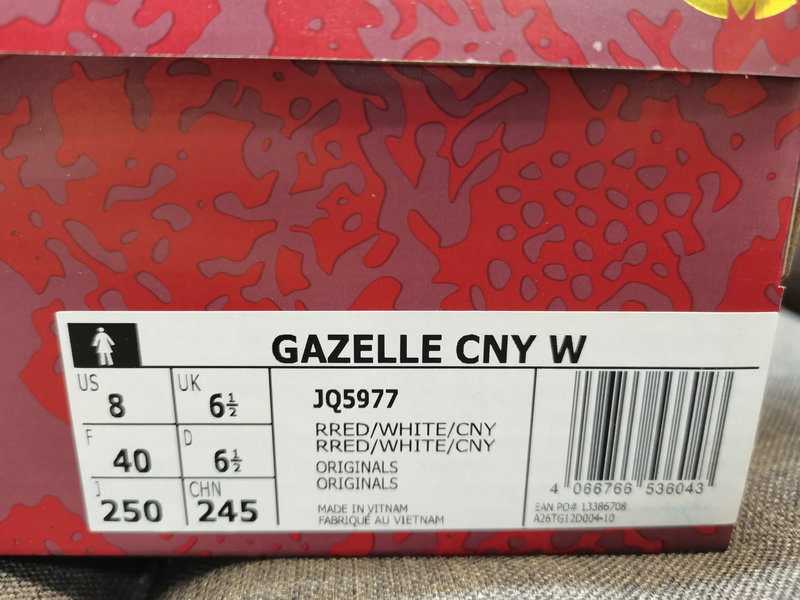 GAZELLE CNY W
US 8 UK 6½
F 40 D 6½
J 250 CHN 245
JQ5977
RRED/WHITE/CNY
RRED/WHITE/CNY
ORIGINALS
ORIGINALS
MADE IN VITNAM
FABRIQUÉ AU VIETNAM
4 066766 536043
EAN PO# 13386708
A26TG12D004-10